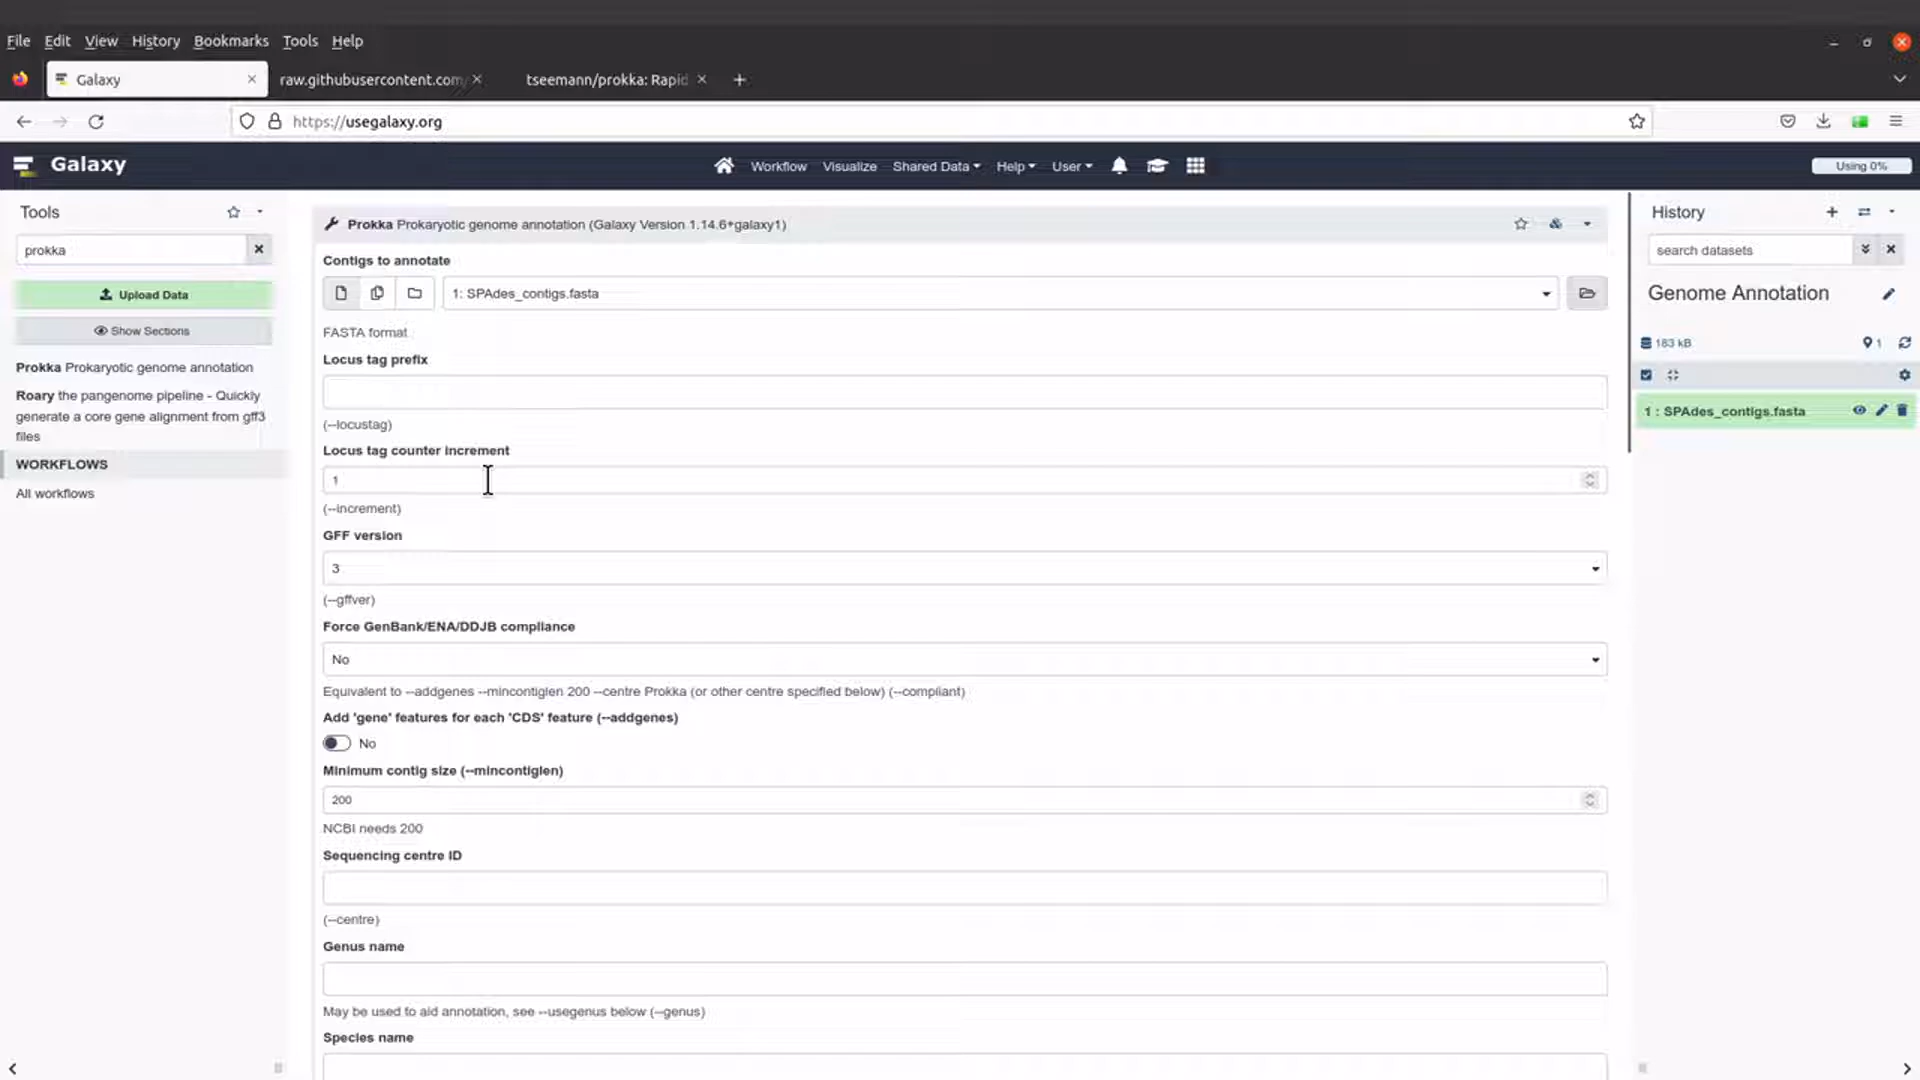 File Edit View History Bookmarks Tools Help
Galaxy
raw.githubusercontent.com/
tseemann/prokka: Rapid
https://usegalaxy.org
Galaxy
Workflow Visualize Shared Data Help User
Using 0%
Tools
prokka
Upload Data
Show Sections
Prokka Prokaryotic genome annotation
Roary the pangenome pipeline - Quickly
generate a core gene alignment from gff3
files
WORKFLOWS
All workflows
Prokka Prokaryotic genome annotation (Galaxy Version 1.14.6+galaxy1)
Contigs to annotate
1: SPAdes_contigs.fasta
FASTA format
Locus tag prefix
(--locustag)
Locus tag counter increment
1
(--increment)
GFF version
3
(--gffver)
Force GenBank/ENA/DDJB compliance
No
Equivalent to --addgenes --mincontiglen 200 --centre Prokka (or other centre specified below) (--compliant)
Add 'gene' features for each 'CDS' feature (--addgenes)
No
Minimum contig size (--mincontiglen)
200
NCBI needs 200
Sequencing centre ID
(--centre)
Genus name
May be used to aid annotation, see --usegenus below (--genus)
Species name
History
search datasets
Genome Annotation
183 kB
1
1 : SPAdes_contigs.fasta